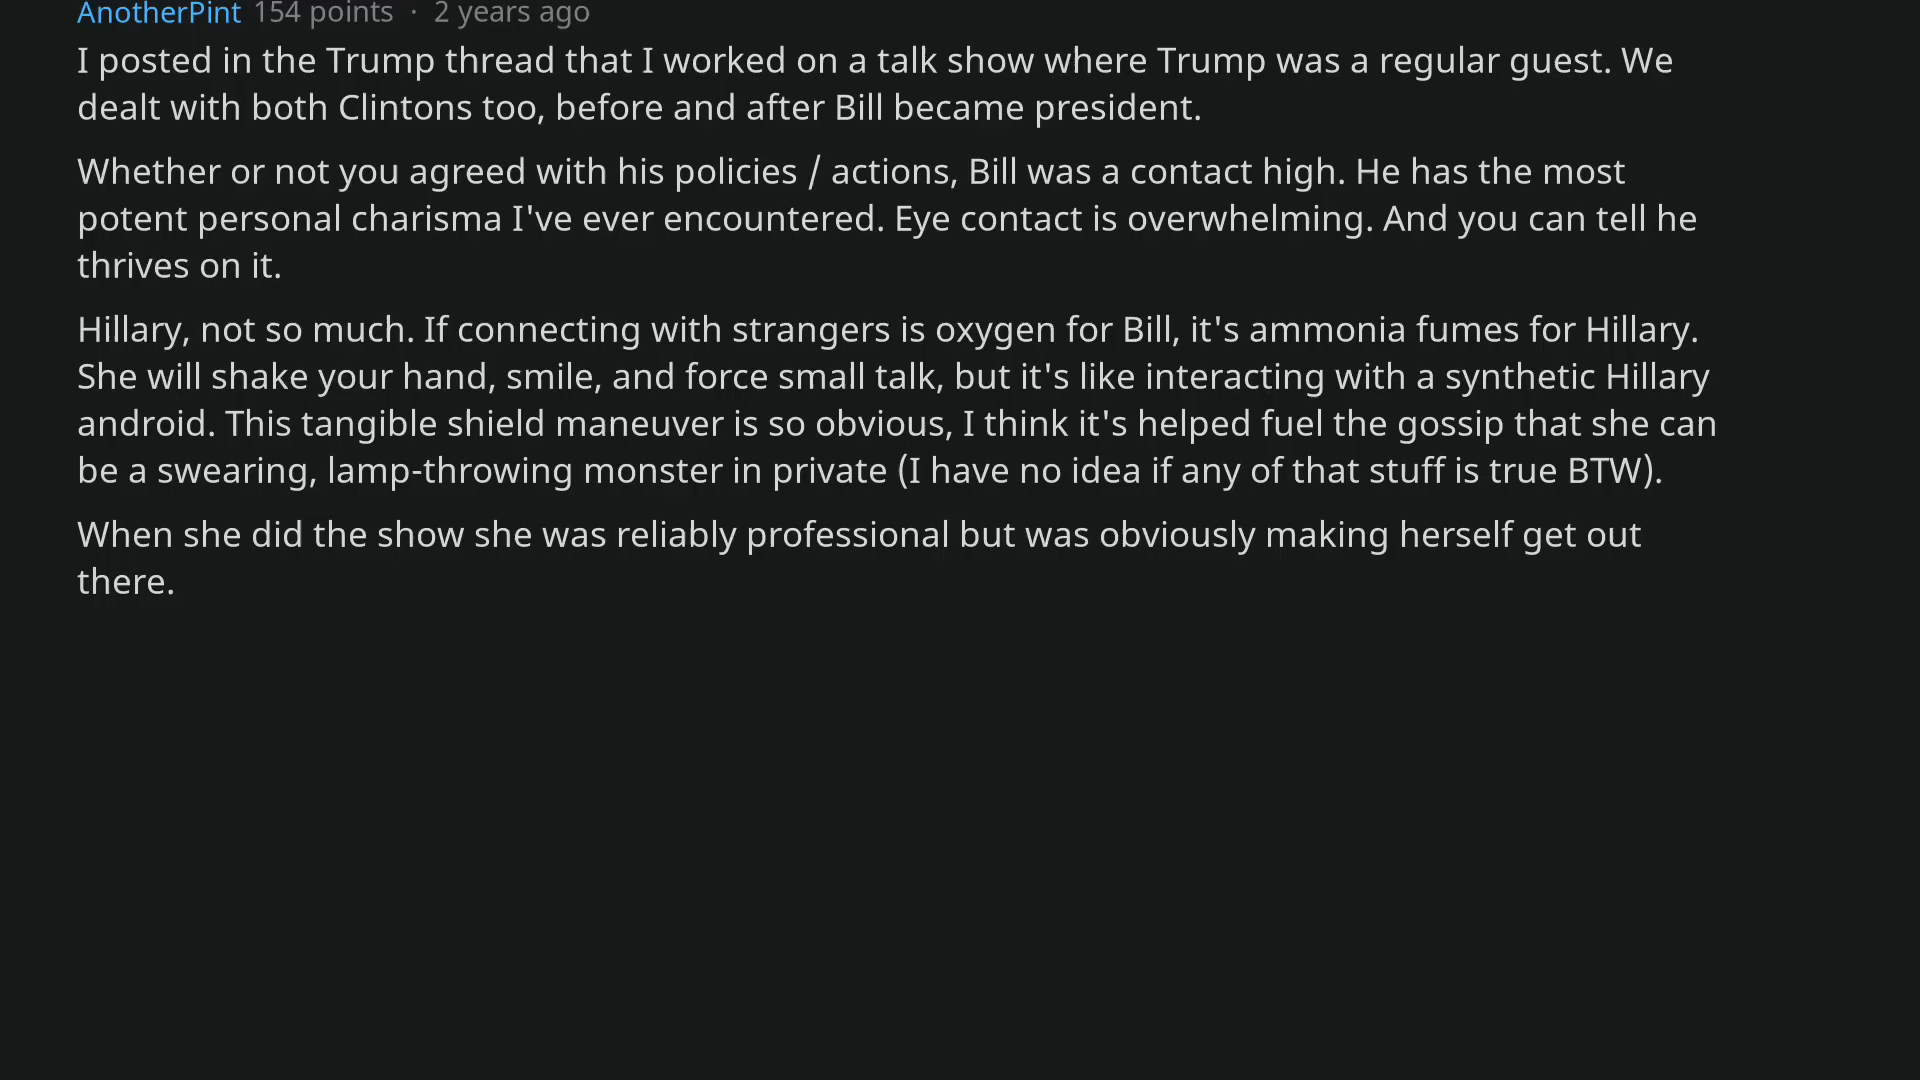 AnotherPint 154 points · 2 years ago
I posted in the Trump thread that I worked on a talk show where Trump was a regular guest. We
dealt with both Clintons too, before and after Bill became president.
Whether or not you agreed with his policies / actions, Bill was a contact high. He has the most
potent personal charisma I've ever encountered. Eye contact is overwhelming. And you can tell he
thrives on it.
Hillary, not so much. If connecting with strangers is oxygen for Bill, it's ammonia fumes for Hillary.
She will shake your hand, smile, and force small talk, but it's like interacting with a synthetic Hillary
android. This tangible shield maneuver is so obvious, I think it's helped fuel the gossip that she can
be a swearing, lamp-throwing monster in private (I have no idea if any of that stuff is true BTW).
When she did the show she was reliably professional but was obviously making herself get out
there.